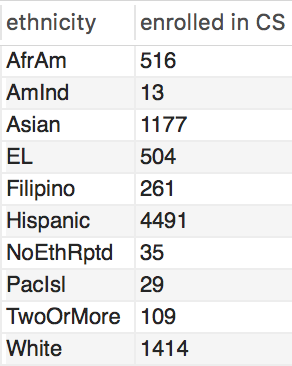 ethnicity enrolled in CS
AfrAm 516
AmInd 13
Asian 1177
EL 504
Filipino 261
Hispanic 4491
NoEthRptd 35
PacIsl 29
TwoOrMore 109
White 1414